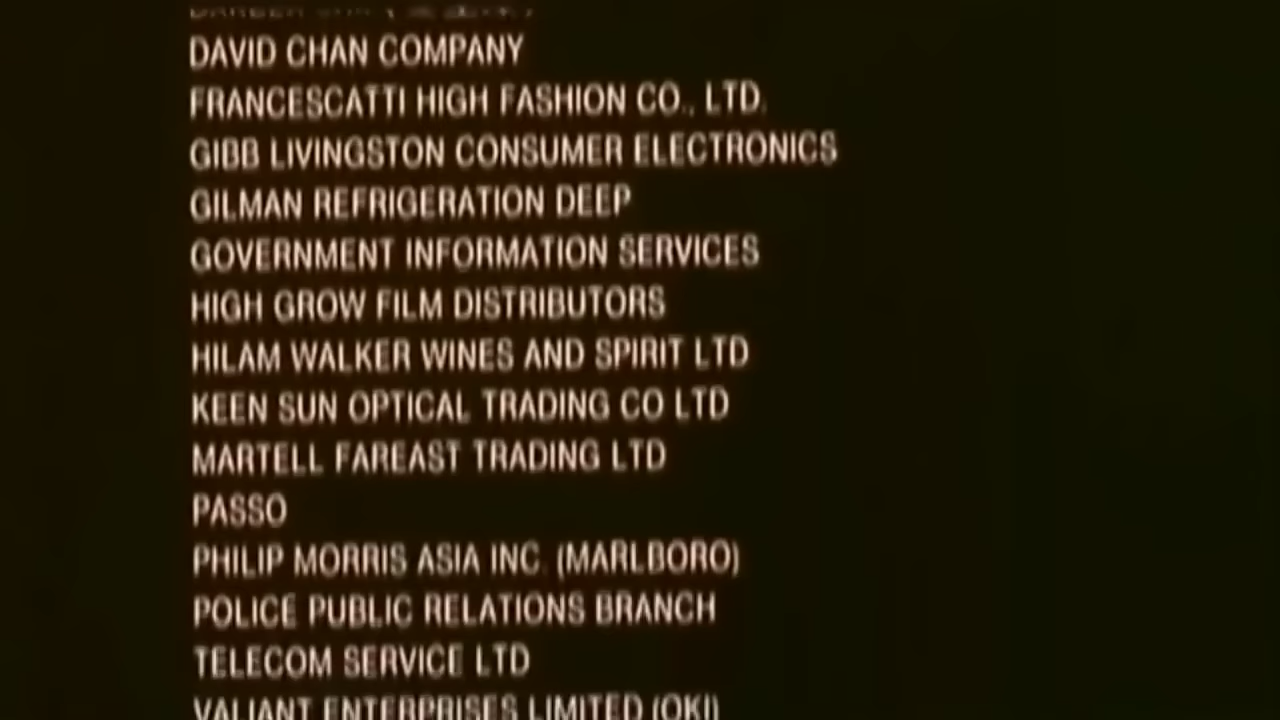 DAVID CHAN COMPANY
FRANCESCATTI HIGH FASHION CO., LTD.
GIBB LIVINGSTON CONSUMER ELECTRONICS
GILMAN REFRIGERATION DEEP
GOVERNMENT INFORMATION SERVICES
HIGH GROW FILM DISTRIBUTORS
HILAM WALKER WINES AND SPIRIT LTD
KEEN SUN OPTICAL TRADING CO LTD
MARTELL FAREAST TRADING LTD
PASSO
PHILIP MORRIS ASIA INC. (MARLBORO)
POLICE PUBLIC RELATIONS BRANCH
TELECOM SERVICE LTD
VALIANT ENTERPRISES LIMITED (OKI)